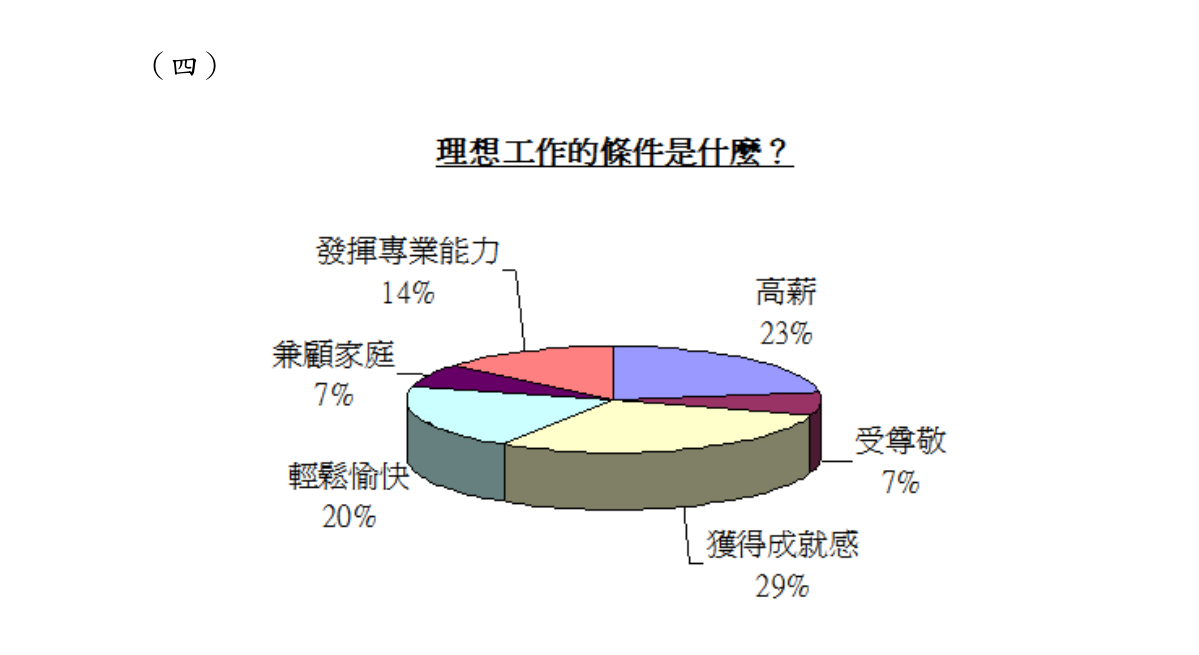 （四）
理想工作的條件是什麼？
發揮專業能力
14%
高薪
23%
兼顧家庭
7%
受尊敬
7%
輕鬆愉快
20%
獲得成就感
29%